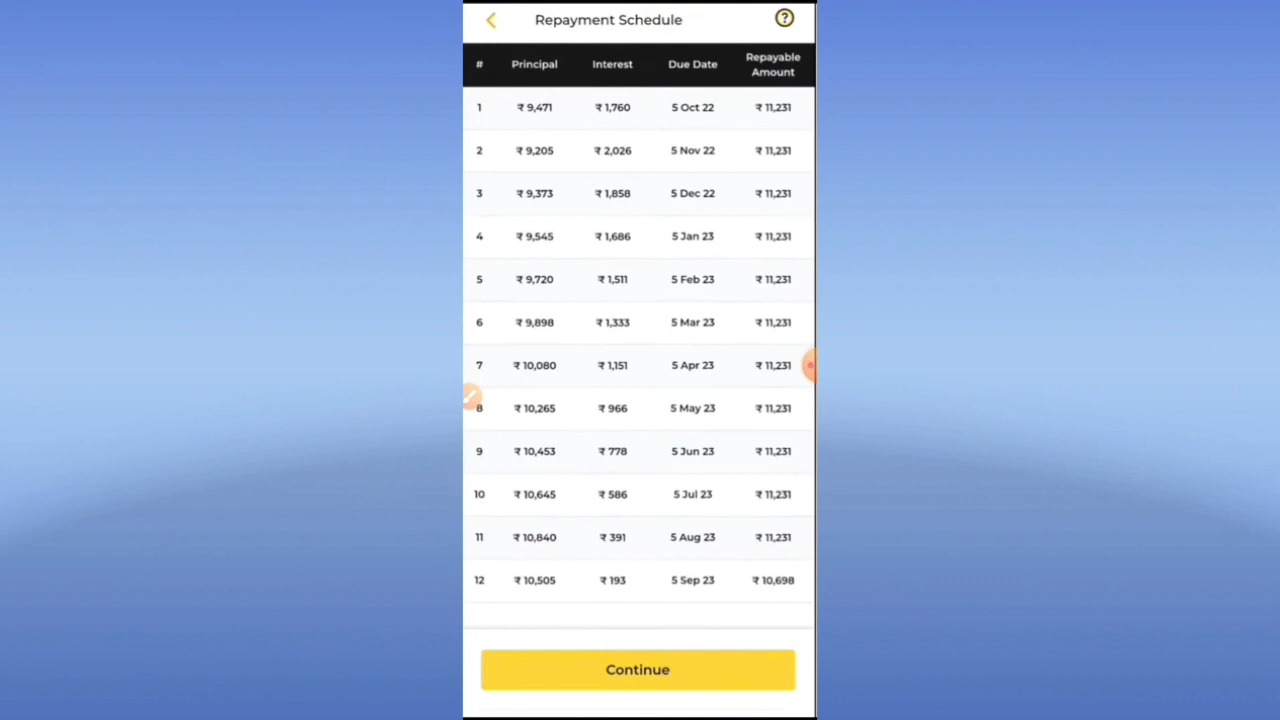 Repayment Schedule ?
# Principal Interest Due Date Repayable Amount
1 ₹ 9,471 ₹ 1,760 5 Oct 22 ₹ 11,231
2 ₹ 9,205 ₹ 2,026 5 Nov 22 ₹ 11,231
3 ₹ 9,373 ₹ 1,858 5 Dec 22 ₹ 11,231
4 ₹ 9,545 ₹ 1,686 5 Jan 23 ₹ 11,231
5 ₹ 9,720 ₹ 1,511 5 Feb 23 ₹ 11,231
6 ₹ 9,898 ₹ 1,333 5 Mar 23 ₹ 11,231
7 ₹ 10,080 ₹ 1,151 5 Apr 23 ₹ 11,231
8 ₹ 10,265 ₹ 966 5 May 23 ₹ 11,231
9 ₹ 10,453 ₹ 778 5 Jun 23 ₹ 11,231
10 ₹ 10,645 ₹ 586 5 Jul 23 ₹ 11,231
11 ₹ 10,840 ₹ 391 5 Aug 23 ₹ 11,231
12 ₹ 10,505 ₹ 193 5 Sep 23 ₹ 10,698
Continue